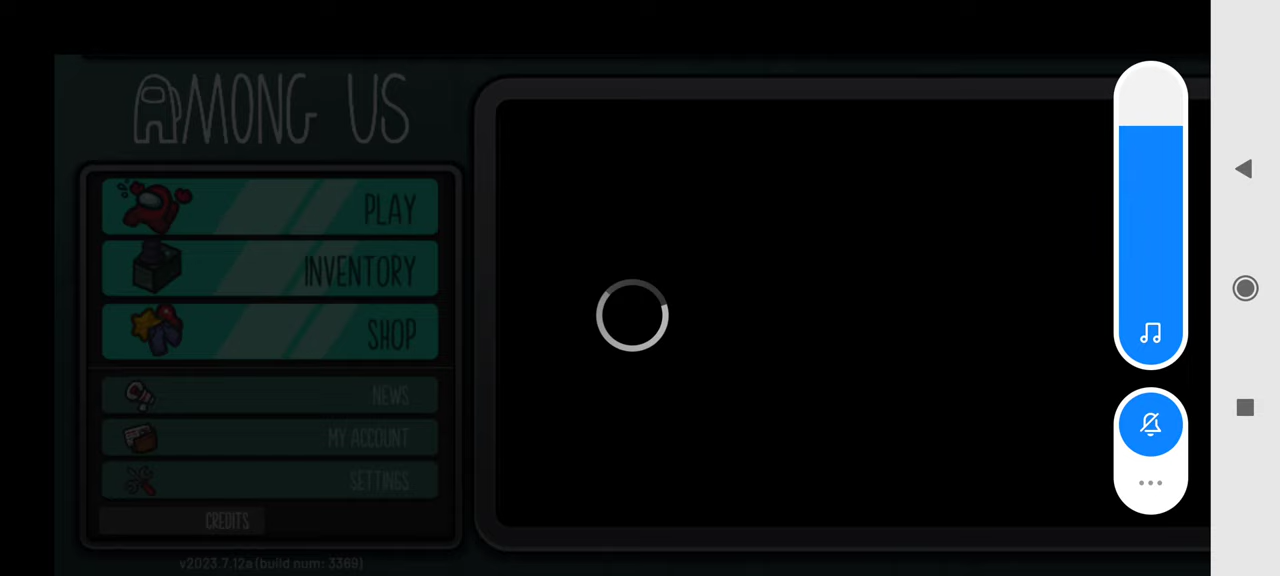 AMONG US
PLAY
INVENTORY
SHOP
NEWS
MY ACCOUNT
SETTINGS
CREDITS
v2023.7.12a (build num: 3369)